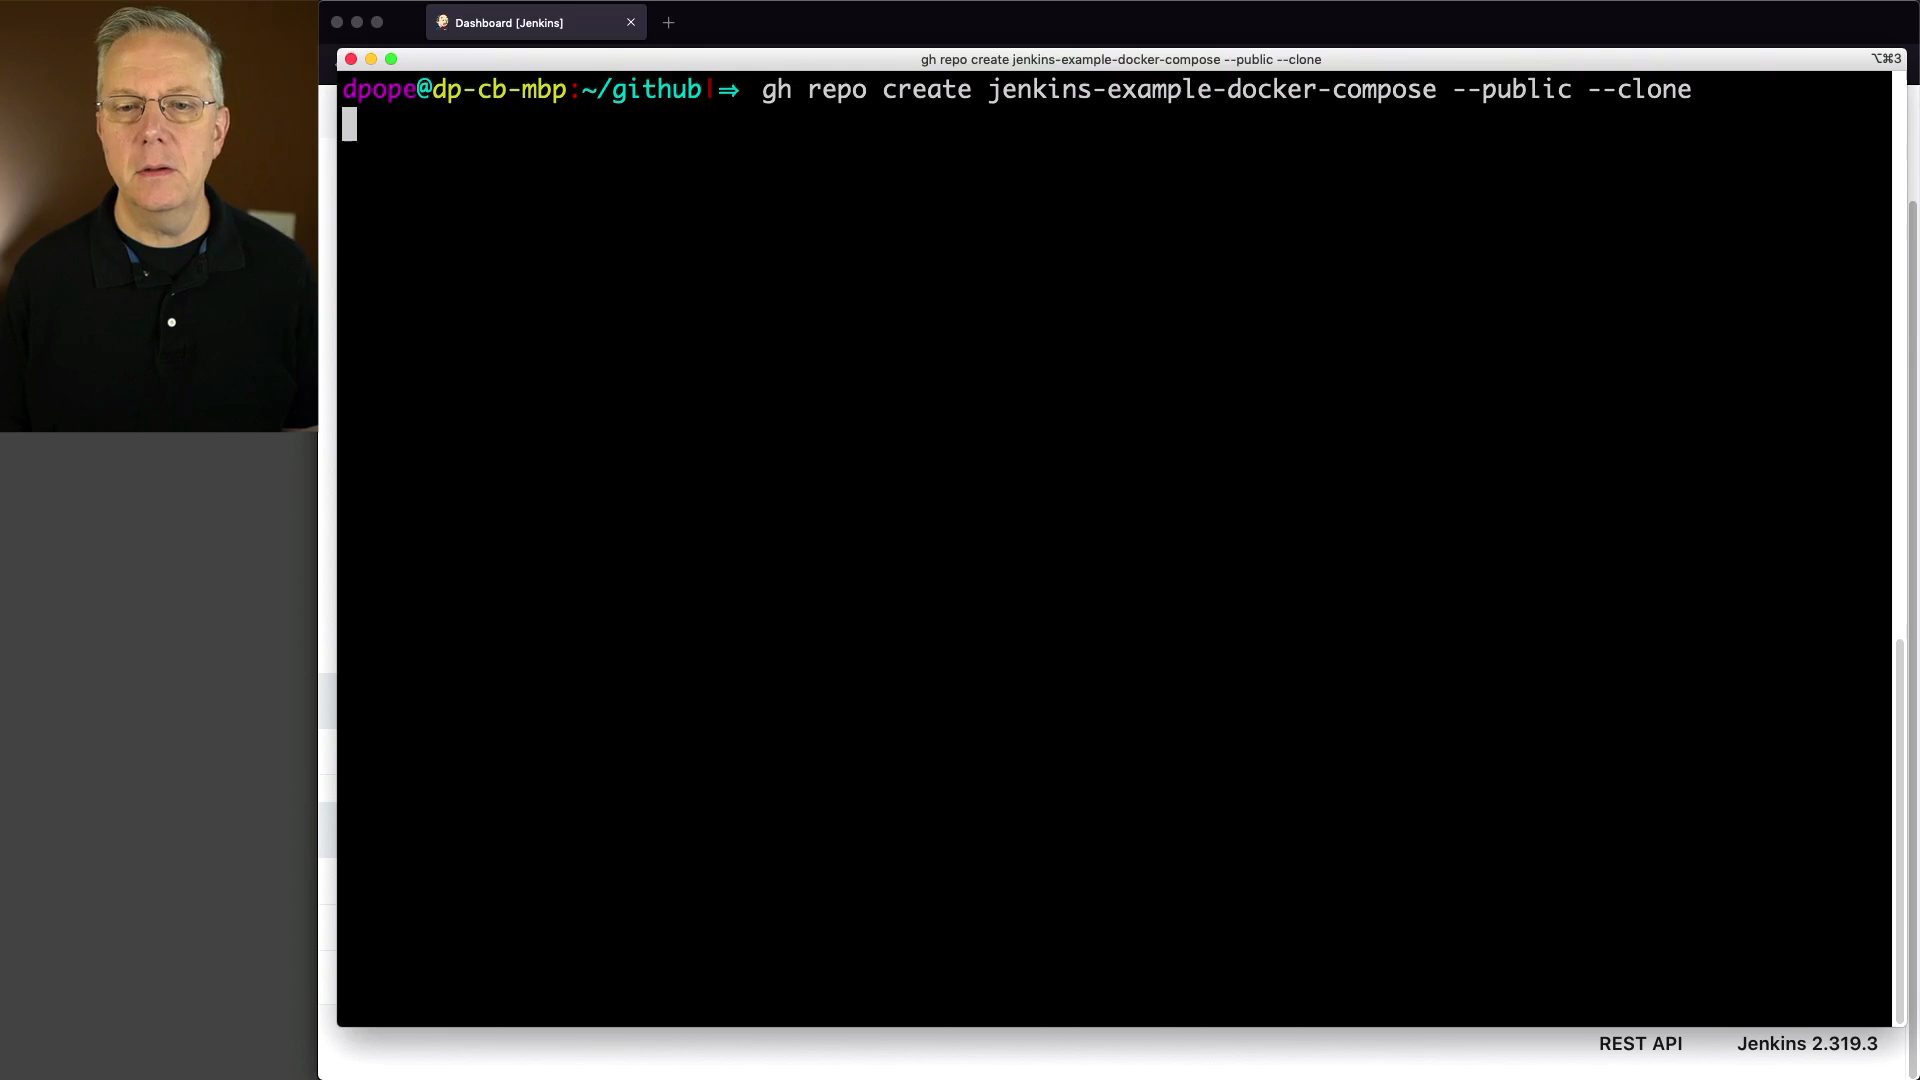 Dashboard [Jenkins]
gh repo create jenkins-example-docker-compose --public --clone
⌥⌘3
dpope@dp-cb-mbp:~/github|⇒ gh repo create jenkins-example-docker-compose --public --clone
REST API
Jenkins 2.319.3